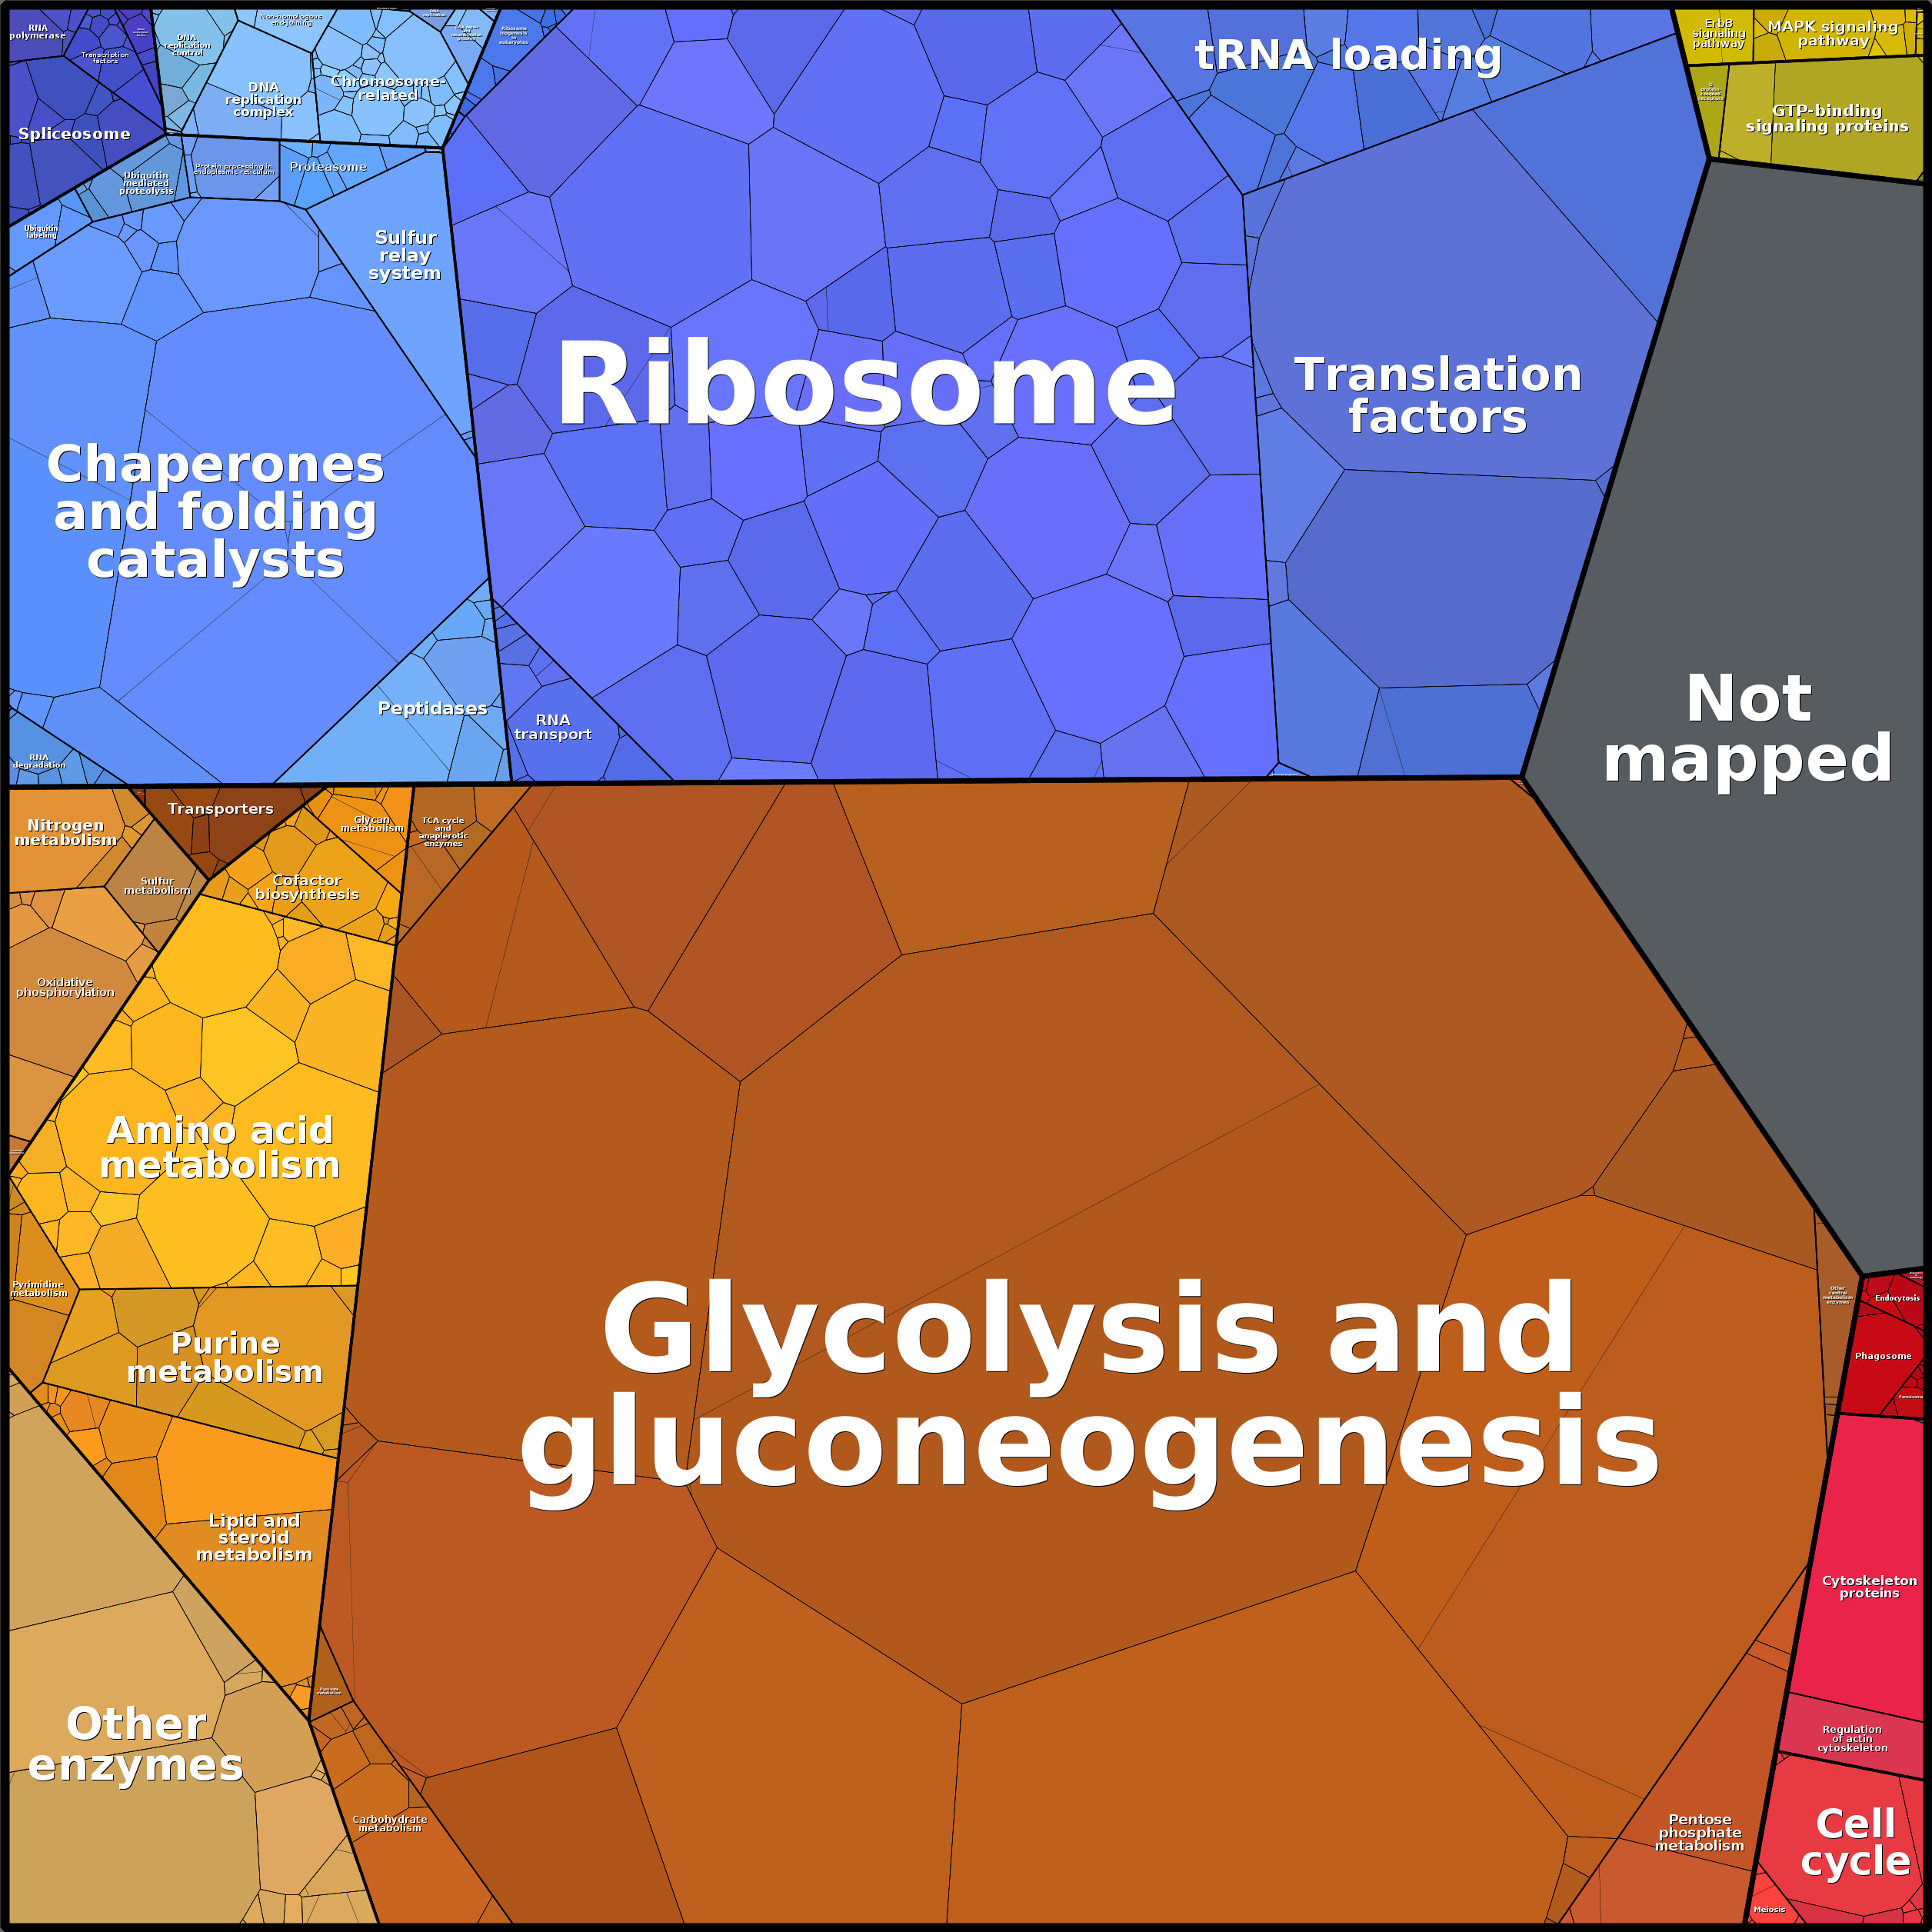 RNA
polymerase
Transcription
factors
Spliceosome
DNA
replication
control
Non-homologous
end-joining
DNA
replication
complex
Chromosome-
related
Ribosome
biogenesis
in
eukaryotes
tRNA loading
ErbB
signaling
pathway
MAPK signaling
pathway
GTP-binding
signaling proteins
Ubiquitin
mediated
proteolysis
Protein processing in
endoplasmic reticulum
Proteasome
Ubiquitin
labeling
Sulfur
relay
system
Ribosome
Translation
factors
Chaperones
and folding
catalysts
Peptidases
RNA
transport
RNA
degradation
Not
mapped
Nitrogen
metabolism
Transporters
Glycan
metabolism
TCA cycle
and
anaplerotic
enzymes
Sulfur
metabolism
Cofactor
biosynthesis
Oxidative
phosphorylation
Amino acid
metabolism
Pyrimidine
metabolism
Purine
metabolism
Glycolysis and
gluconeogenesis
Other
central
metabolism
enzymes
Endocytosis
Phagosome
Lipid and
steroid
metabolism
Cytoskeleton
proteins
Other
enzymes
Regulation
of actin
cytoskeleton
Carbohydrate
metabolism
Pentose
phosphate
metabolism
Cell
cycle
Meiosis